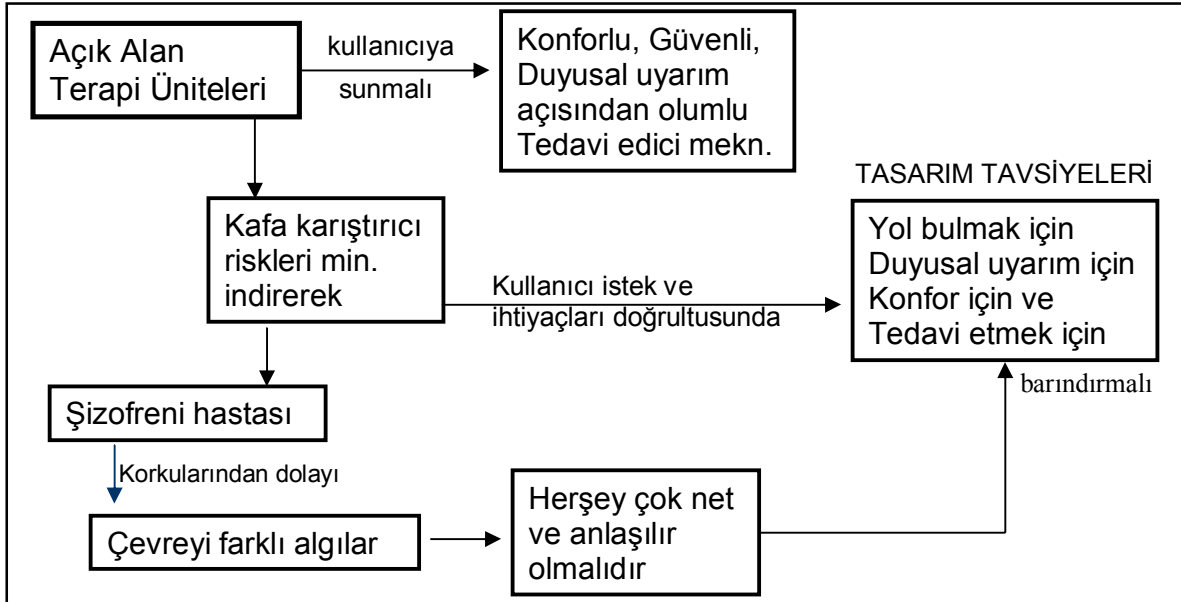 Açık Alan
Terapi Üniteleri
kullanıcıya
sunmalı
Konforlu, Güvenli,
Duyusal uyarım
açısından olumlu
Tedavi edici mekn.
Kafa karıştırıcı
riskleri min.
indirerek
Kullanıcı istek ve
ihtiyaçları doğrultusunda
TASARIM TAVSİYELERİ
Yol bulmak için
Duyusal uyarım için
Konfor için ve
Tedavi etmek için
barındırmalı
Şizofreni hastası
Korkularından dolayı
Çevreyi farklı algılar
Herşey çok net
ve anlaşılır
olmalıdır